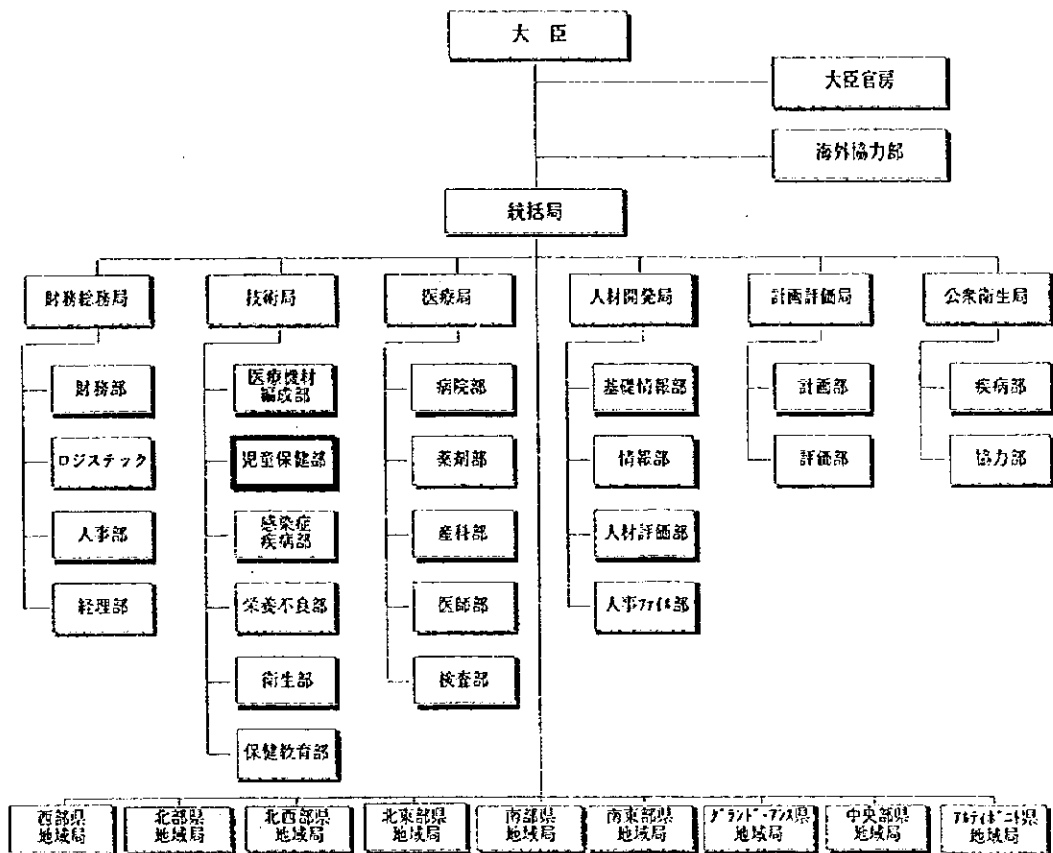 大 臣
大臣官房
海外協力部
統括局
財務総務局
技術局
医療局
人材開発局
計画評価局
公衆衛生局
財務部
ロジステック
人事部
経理部
医療機材
編成部
児童保健部
感染症
疾病部
栄養不良部
衛生部
保健教育部
病院部
薬剤部
産科部
医師部
検査部
基礎情報部
情報部
人材評価部
人事ファイル部
計画部
評価部
疾病部
協力部
西部県
地域局
北部県
地域局
北西部県
地域局
北東部県
地域局
南部県
地域局
南東部県
地域局
グランド・アンス県
地域局
中央部県
地域局
アルティボニト県
地域局